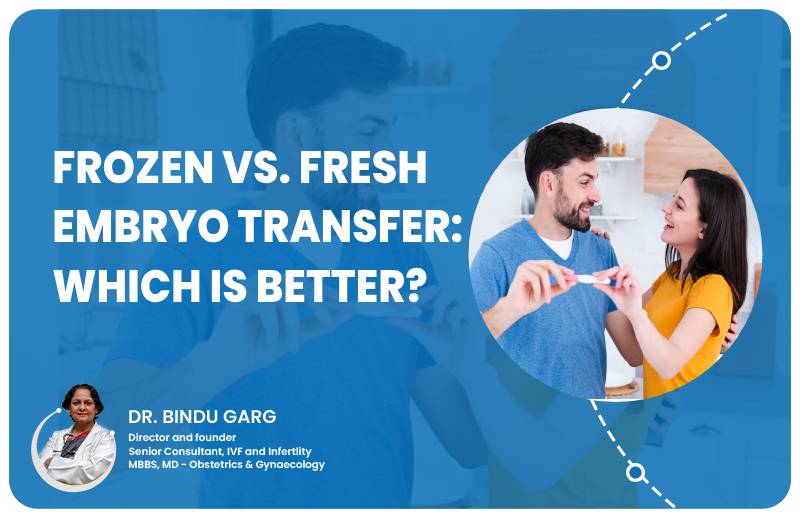 FROZEN VS. FRESH
EMBRYO TRANSFER:
WHICH IS BETTER?
DR. BINDU GARG
Director and founder
Senior Consultant, IVF and Infertlity
MBBS, MD - Obstetrics & Gynaecology